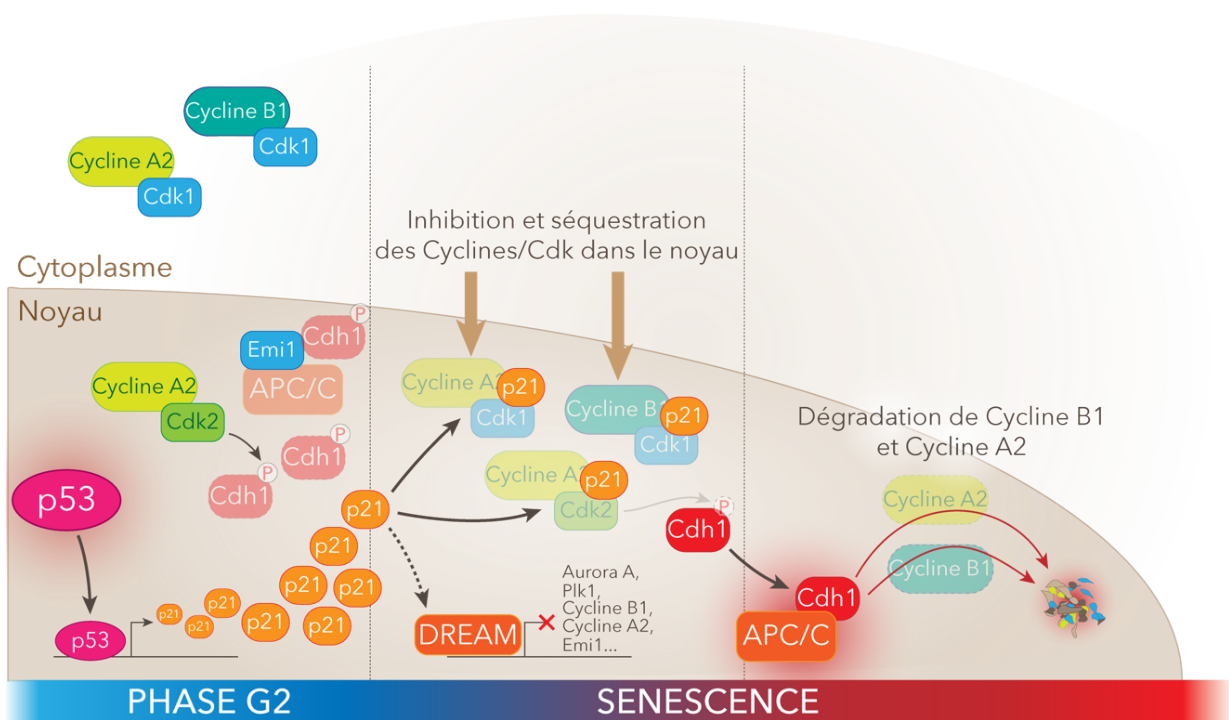 Cycline B1
Cdk1
Cycline A2
Cdk1
Inhibition et séquestration
des Cyclines/Cdk dans le noyau
Cytoplasme
Noyau
P
Cdh1
Emi1
APC/C
Cycline A2
Cdk2
P
Cdh1
P
Cdh1
p53
p53
p21
p21
p21
p21
p21
p21
p21
p21
p21
Cycline A2
p21
Cdk1
Cycline B1
p21
Cdk1
Cycline A2
p21
Cdk2
P
Cdh1
DREAM
Aurora A,
Plk1,
Cycline B1,
Cycline A2,
Emi1...
Dégradation de Cycline B1
et Cycline A2
Cycline A2
Cycline B1
Cdh1
APC/C
PHASE G2
SENESCENCE